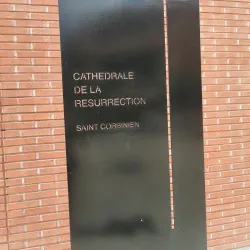 CATHEDRALE
DE LA
RESURRECTION
SAINT CORBINIEN